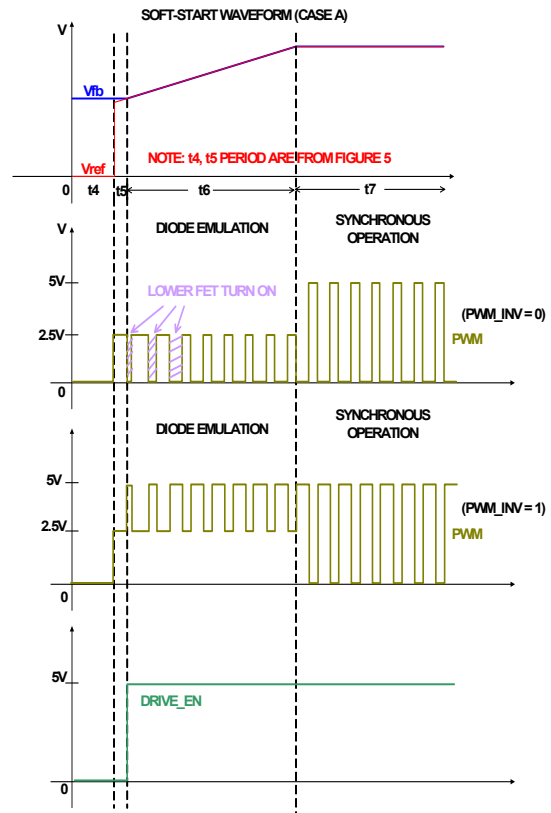 SOFT-START WAVEFORM (CASE A)
V
Vfb
Vref
NOTE: t4, t5 PERIOD ARE FROM FIGURE 5
0
t4
t5
t6
t7
V
DIODE EMULATION
SYNCHRONOUS
OPERATION
5V
LOWER FET TURN ON
2.5V
(PWM_INV = 0)
PWM
0
DIODE EMULATION
SYNCHRONOUS
OPERATION
5V
(PWM_INV = 1)
2.5V
PWM
0
5V
DRIVE_EN
0